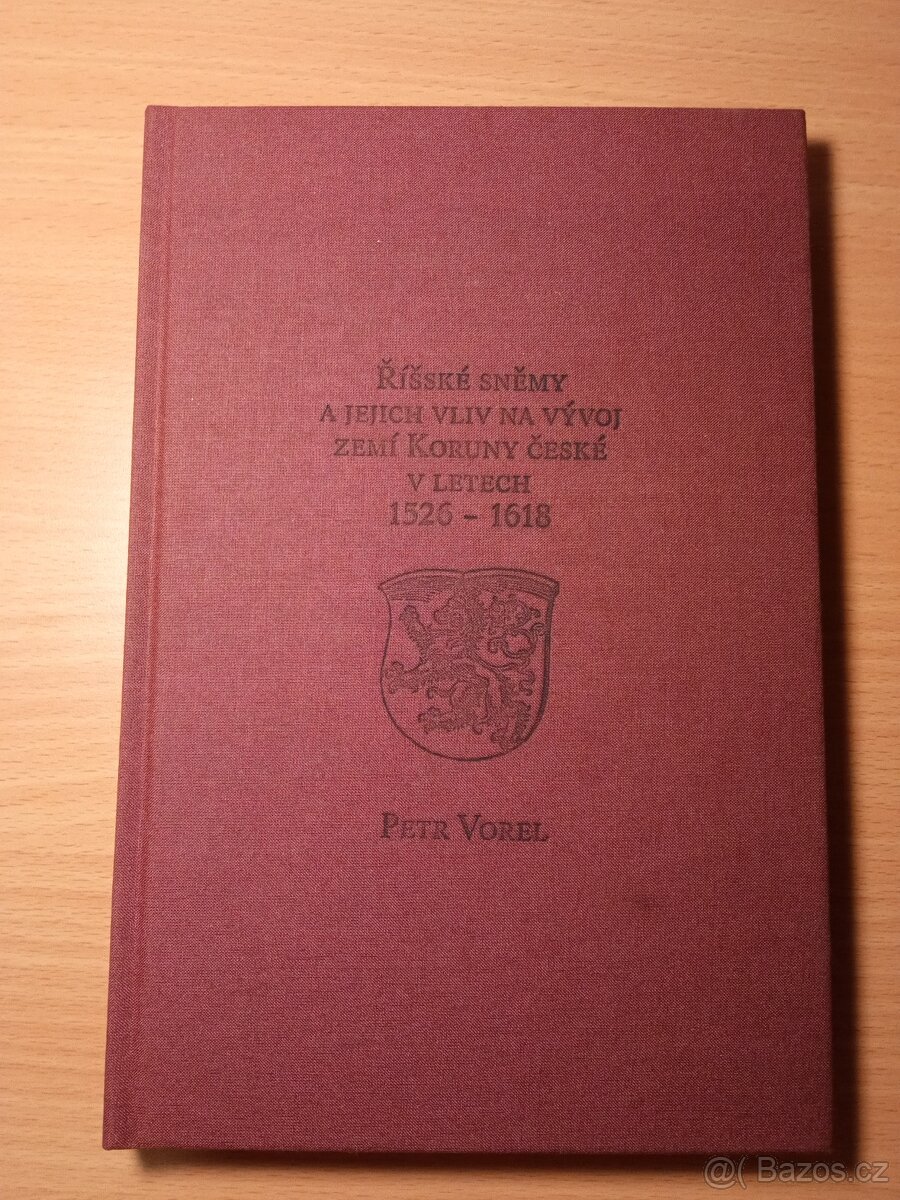 Říšské sněmy
a jejich vliv na vývoj
zemí Koruny české
v letech
1526 – 1618
Petr Vorel
@( Bazos.cz